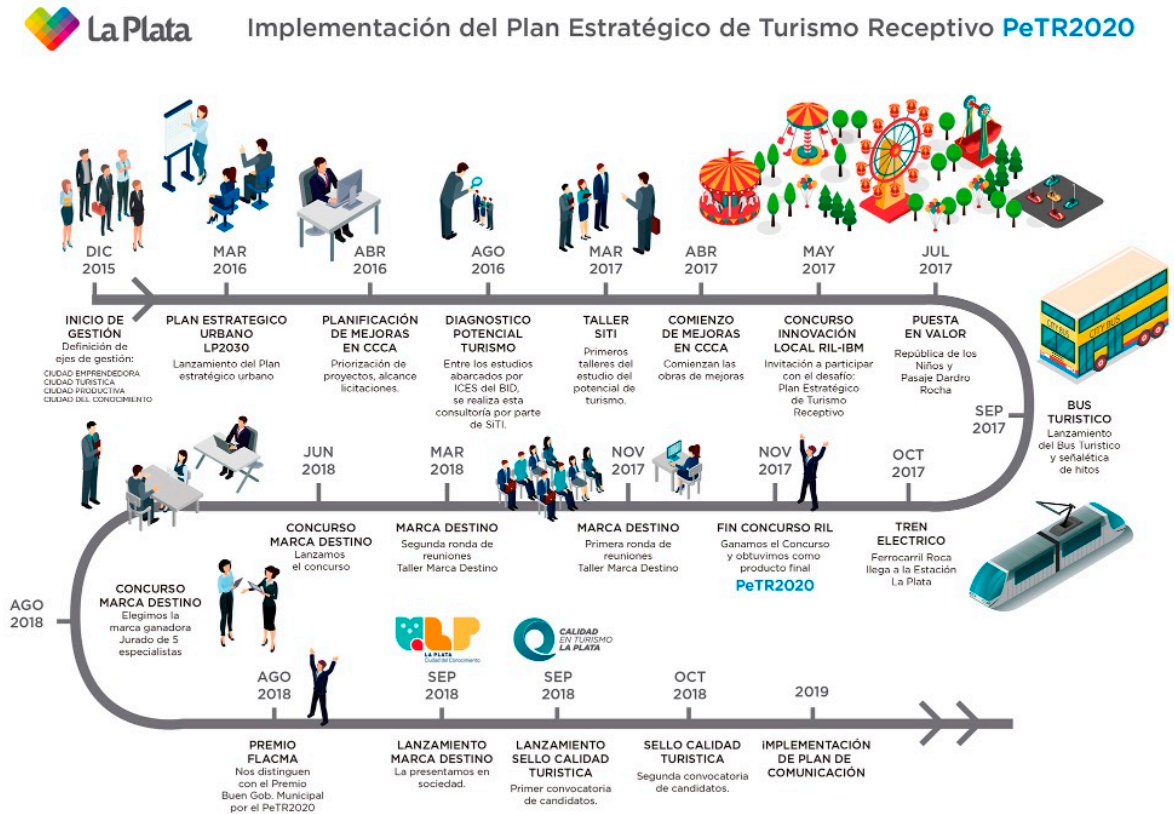 La Plata
Implementación del Plan Estratégico de Turismo Receptivo PeTR2020
DIC
2015
INICIO DE
GESTIÓN
Definición de
ejes de gestión:
CIUDAD EMPRENDEDORA
CIUDAD TURISTICA
CIUDAD PRODUCTIVA
CIUDAD DEL CONOCIMIENTO
MAR
2016
PLAN ESTRATEGICO
URBANO
LP2030
Lanzamiento del Plan
estratégico urbano
ABR
2016
PLANIFICACIÓN
DE MEJORAS
EN CCCA
Priorización de
proyectos, alcance
licitaciones.
AGO
2016
DIAGNOSTICO
POTENCIAL
TURISMO
Entre los estudios
abarcados por
ICES del BID,
se realiza esta
consultoría por parte
de SiTI.
MAR
2017
TALLER
SITI
Primeros
talleres del
estudio del
potencial de
turismo.
ABR
2017
COMIENZO
DE MEJORAS
EN CCCA
Comienzan las
obras de mejoras
MAY
2017
CONCURSO
INNOVACIÓN
LOCAL RIL-IBM
Invitación a participar
con el desafío:
Plan Estratégico
de Turismo
Receptivo
JUL
2017
PUESTA
EN VALOR
República de los
Niños y
Pasaje Dardro
Rocha
CITY BUS
CITY BUS
SEP
2017
BUS
TURISTICO
Lanzamiento
del Bus Turistico
y señalética
de hitos
OCT
2017
TREN
ELECTRICO
Ferrocarril Roca
llega a la Estación
La Plata
NOV
2017
FIN CONCURSO RIL
Ganamos el Concurso
y obtuvimos como
producto final
PeTR2020
NOV
2017
MARCA DESTINO
Primera ronda de
reuniones
Taller Marca Destino
MAR
2018
MARCA DESTINO
Segunda ronda de
reuniones
Taller Marca Destino
JUN
2018
CONCURSO
MARCA DESTINO
Lanzamos
el concurso
AGO
2018
CONCURSO
MARCA DESTINO
Elegimos la
marca ganadora
Jurado de 5
especialistas
AGO
2018
PREMIO
FLACMA
Nos distinguen
con el Premio
Buen Gob. Municipal
por el PeTR2020
LP
LA PLATA
Ciudad del Conocimiento
SEP
2018
LANZAMIENTO
MARCA DESTINO
La presentamos en
sociedad.
CALIDAD
EN TURISMO
LA PLATA
SEP
2018
LANZAMIENTO
SELLO CALIDAD
TURISTICA
Primer convocatoria
de candidatos.
OCT
2018
SELLO CALIDAD
TURISTICA
Segunda convocatoria
de candidatos.
2019
iMPLEMENTACIÓN
DE PLAN DE
COMUNICACIÓN